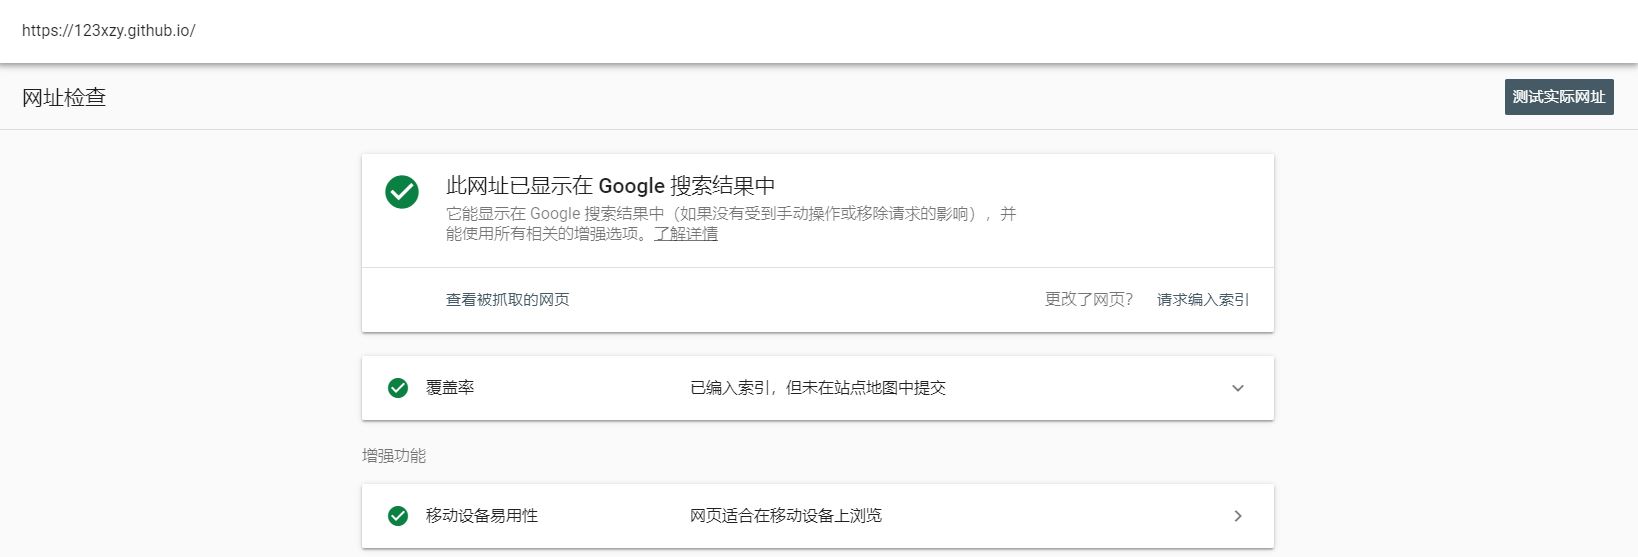 https://123xzy.github.io/
网址检查
测试实际网址
此网址已显示在 Google 搜索结果中
它能显示在 Google 搜索结果中（如果没有受到手动操作或移除请求的影响），并
能使用所有相关的增强选项。了解详情
查看被抓取的网页
更改了网页？
请求编入索引
覆盖率
已编入索引，但未在站点地图中提交
增强功能
移动设备易用性
网页适合在移动设备上浏览